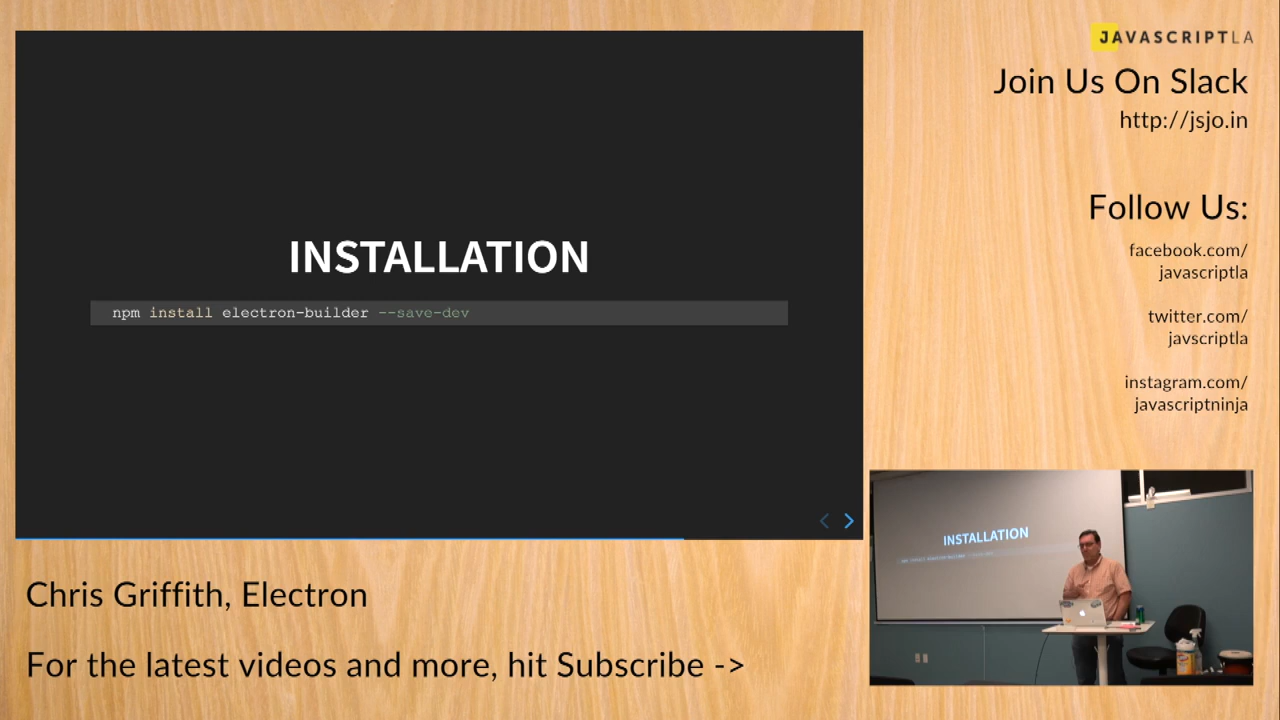 INSTALLATION
npm install electron-builder --save-dev
JAVASCRIPTLA
Join Us On Slack
http://jsjo.in
Follow Us:
facebook.com/
javascriptla
twitter.com/
javscriptla
instagram.com/
javascriptninja
INSTALLATION
Chris Griffith, Electron
For the latest videos and more, hit Subscribe ->